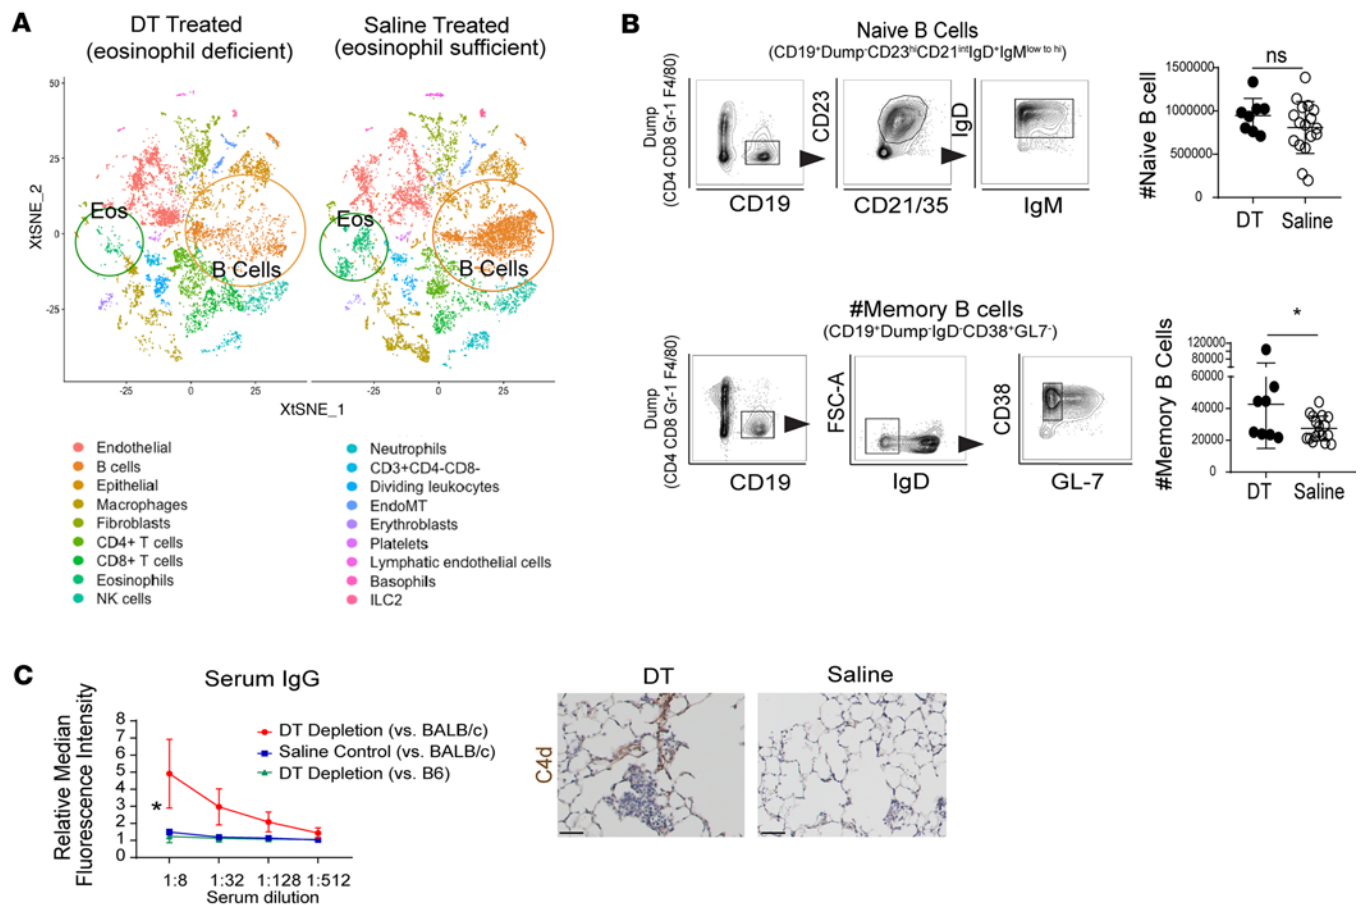 A
DT Treated
(eosinophil deficient)
Saline Treated
(eosinophil sufficient)
50
25
0
-25
XtSNE_2
Eos
B Cells
Eos
B Cells
-25
0
25
-25
0
25
XtSNE_1
Endothelial
B cells
Epithelial
Macrophages
Fibroblasts
CD4+ T cells
CD8+ T cells
Eosinophils
NK cells
Neutrophils
CD3+CD4-CD8-
Dividing leukocytes
EndoMT
Erythroblasts
Platelets
Lymphatic endothelial cells
Basophils
ILC2
B
Naive B Cells
(CD19⁺Dump⁻CD23ʰⁱCD21ⁱⁿᵗIgD⁺IgMˡᵒʷ ᵗᵒ ʰⁱ)
Dump
(CD4 CD8 Gr-1 F4/80)
CD19
CD23
CD21/35
IgD
IgM
#Naive B cell
1500000
1000000
500000
0
ns
DT
Saline
#Memory B cells
(CD19⁺Dump⁻IgD⁻CD38⁺GL7⁻)
Dump
(CD4 CD8 Gr-1 F4/80)
CD19
FSC-A
IgD
CD38
GL-7
#Memory B Cells
120000
80000
60000
40000
20000
0
*
DT
Saline
C
Serum IgG
Relative Median
Fluorescence Intensity
8
7
6
5
4
3
2
1
0
*
DT Depletion (vs. BALB/c)
Saline Control (vs. BALB/c)
DT Depletion (vs. B6)
1:8
1:32
1:128
1:512
Serum dilution
DT
Saline
C4d